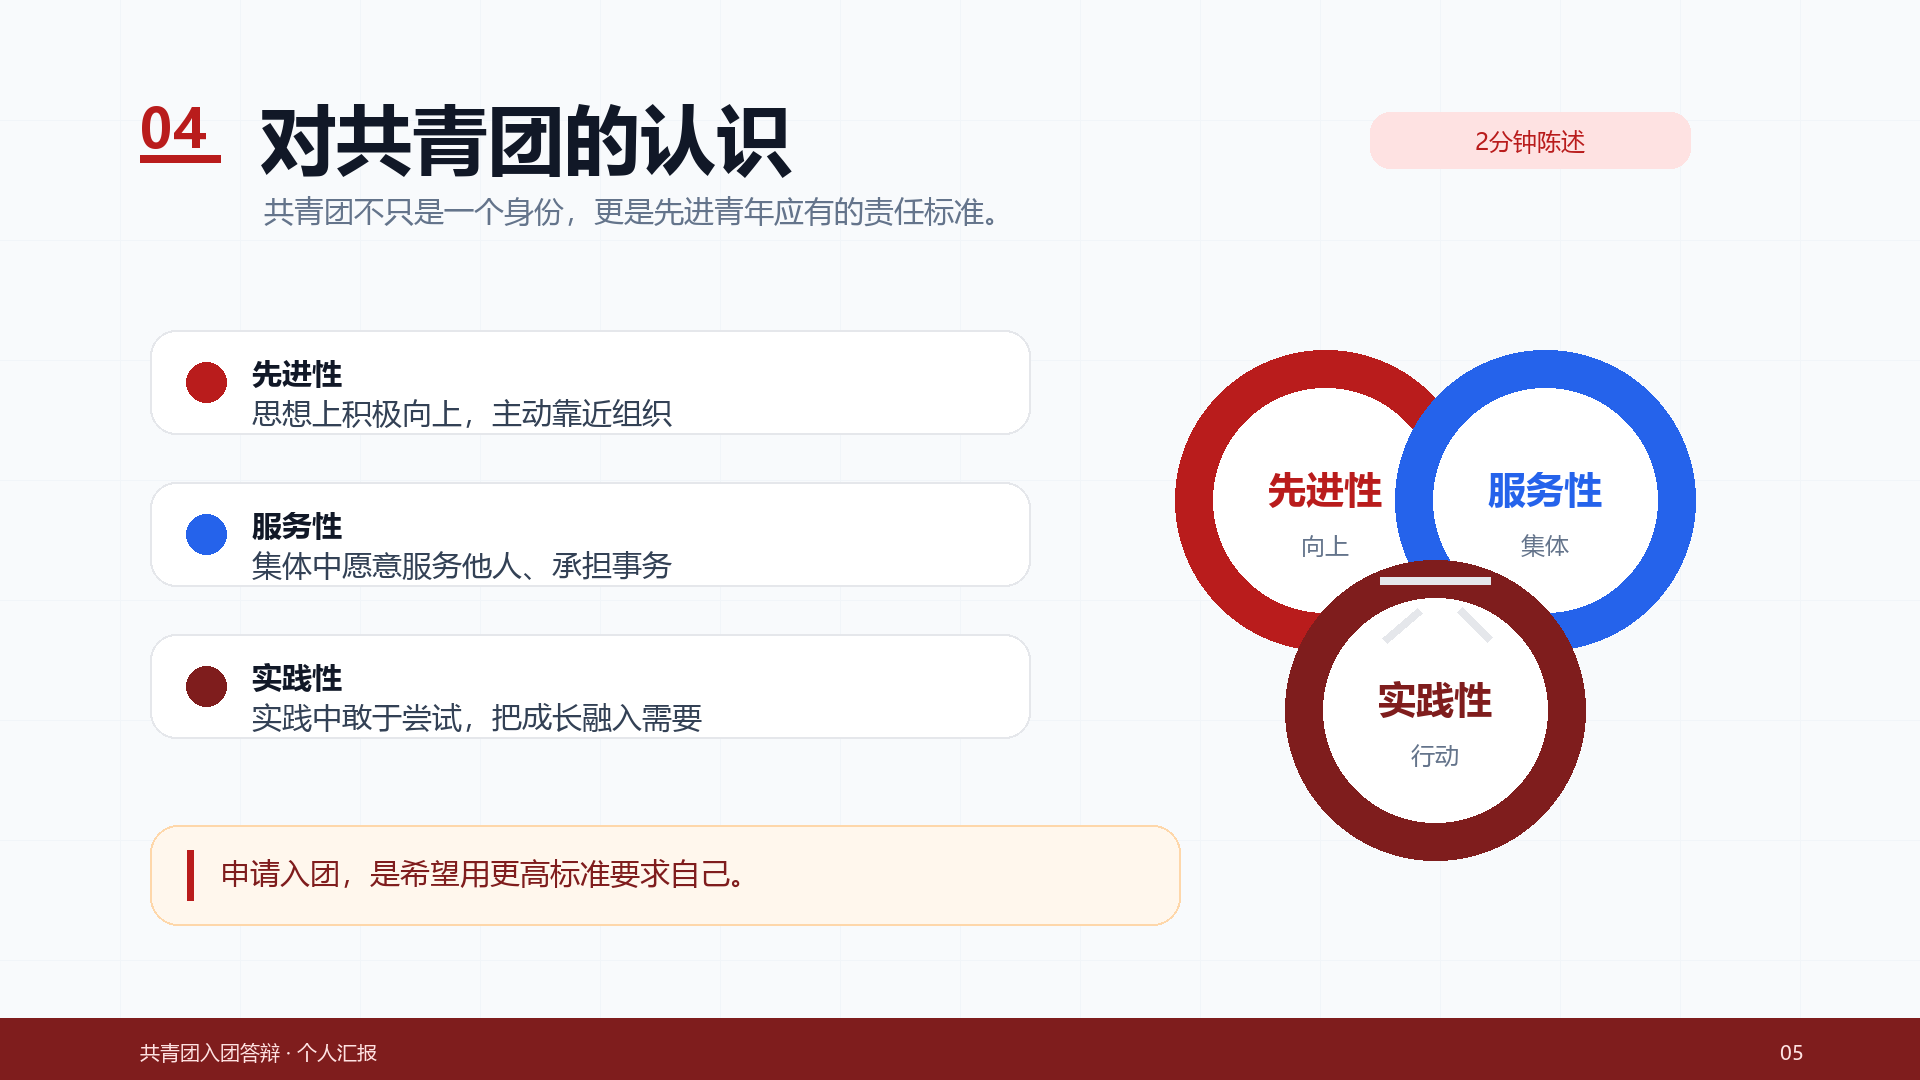 04
对共青团的认识
2分钟陈述
共青团不只是一个身份，更是先进青年应有的责任标准。
先进性
思想上积极向上，主动靠近组织
服务性
集体中愿意服务他人、承担事务
实践性
实践中敢于尝试，把成长融入需要
先进性
向上
服务性
集体
实践性
行动
申请入团，是希望用更高标准要求自己。
共青团入团答辩 · 个人汇报
05